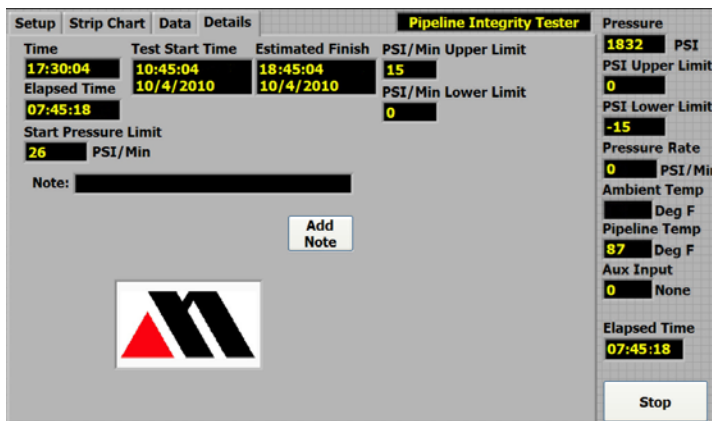 Setup Strip Chart Data Details
Pipeline Integrity Tester
Time
17:30:04
Elapsed Time
07:45:18
Test Start Time
10:45:04
10/4/2010
Estimated Finish
18:45:04
10/4/2010
PSI/Min Upper Limit
15
PSI/Min Lower Limit
0
Start Pressure Limit
26 PSI/Min
Note:
Add
Note
Pressure
1832 PSI
PSI Upper Limit
0
PSI Lower Limit
-15
Pressure Rate
0 PSI/Min
Ambient Temp
Deg F
Pipeline Temp
87 Deg F
Aux Input
0 None
Elapsed Time
07:45:18
Stop